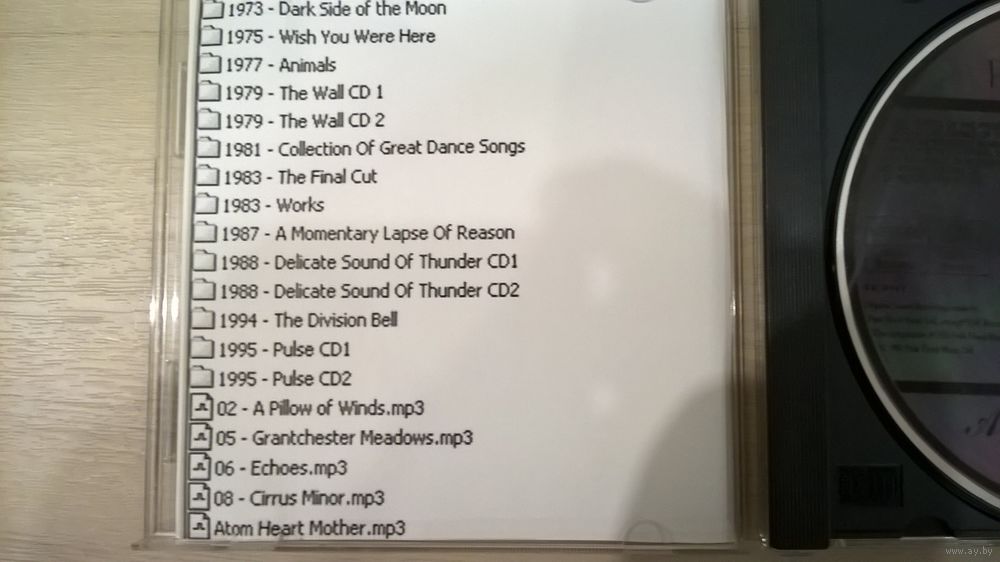 1973 - Dark Side of the Moon
1975 - Wish You Were Here
1977 - Animals
1979 - The Wall CD 1
1979 - The Wall CD 2
1981 - Collection Of Great Dance Songs
1983 - The Final Cut
1983 - Works
1987 - A Momentary Lapse Of Reason
1988 - Delicate Sound Of Thunder CD1
1988 - Delicate Sound Of Thunder CD2
1994 - The Division Bell
1995 - Pulse CD1
1995 - Pulse CD2
02 - A Pillow of Winds.mp3
05 - Grantchester Meadows.mp3
06 - Echoes.mp3
08 - Cirrus Minor.mp3
Atom Heart Mother.mp3
www.ay.by